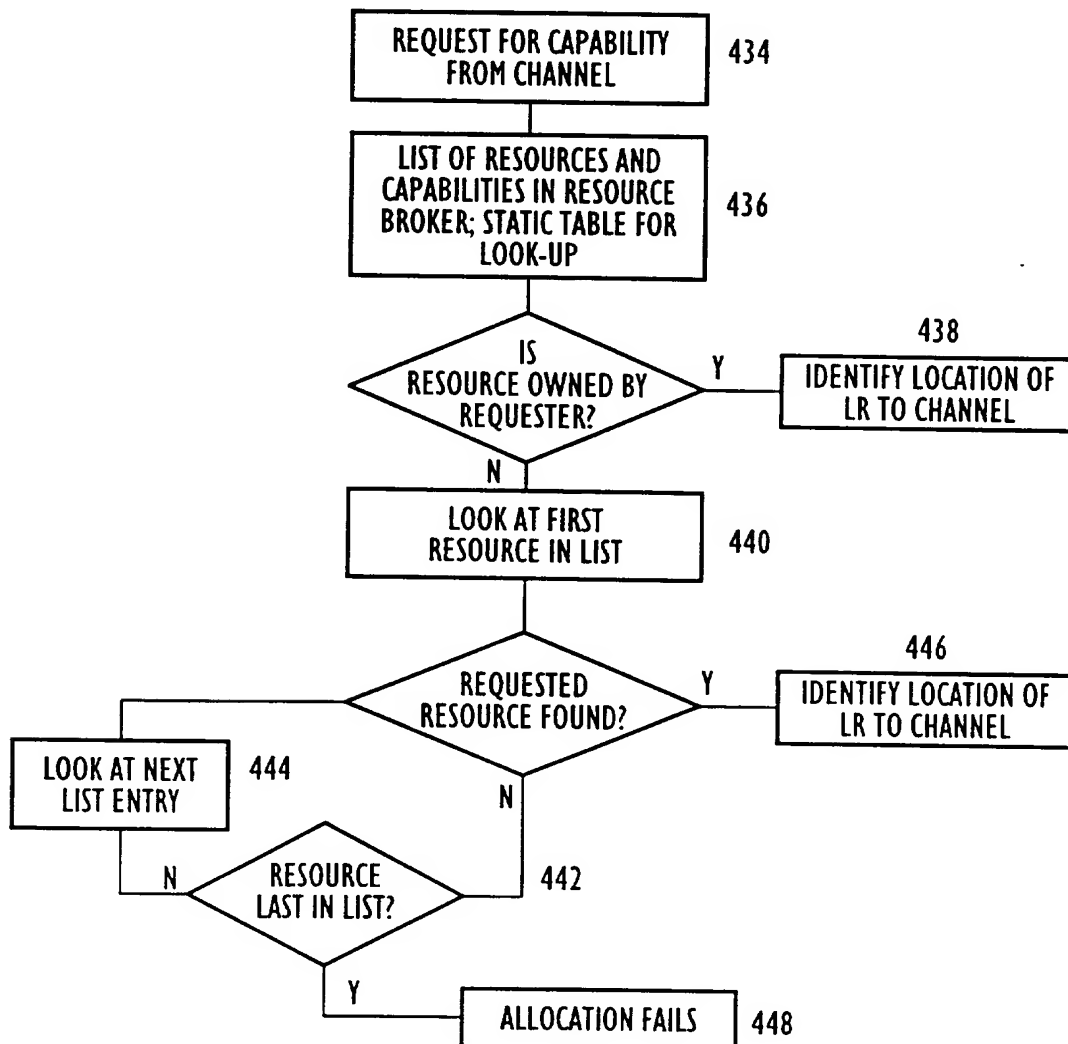 REQUEST FOR CAPABILITY
FROM CHANNEL
434
LIST OF RESOURCES AND
CAPABILITIES IN RESOURCE
BROKER; STATIC TABLE FOR
LOOK-UP
436
IS
RESOURCE OWNED BY
REQUESTER?
Y
438
IDENTIFY LOCATION OF
LR TO CHANNEL
N
LOOK AT FIRST
RESOURCE IN LIST
440
REQUESTED
RESOURCE FOUND?
Y
446
IDENTIFY LOCATION OF
LR TO CHANNEL
LOOK AT NEXT
LIST ENTRY
444
N
N
RESOURCE
LAST IN LIST?
442
Y
ALLOCATION FAILS
448